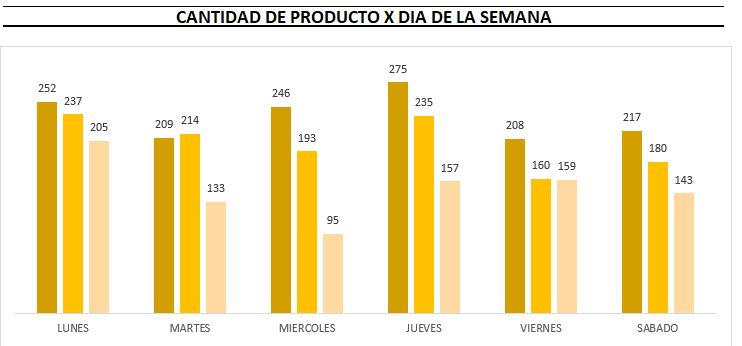 CANTIDAD DE PRODUCTO X DIA DE LA SEMANA
252 237 205
209 214 133
246 193 95
275 235 157
208 160 159
217 180 143
LUNES MARTES MIERCOLES JUEVES VIERNES SABADO